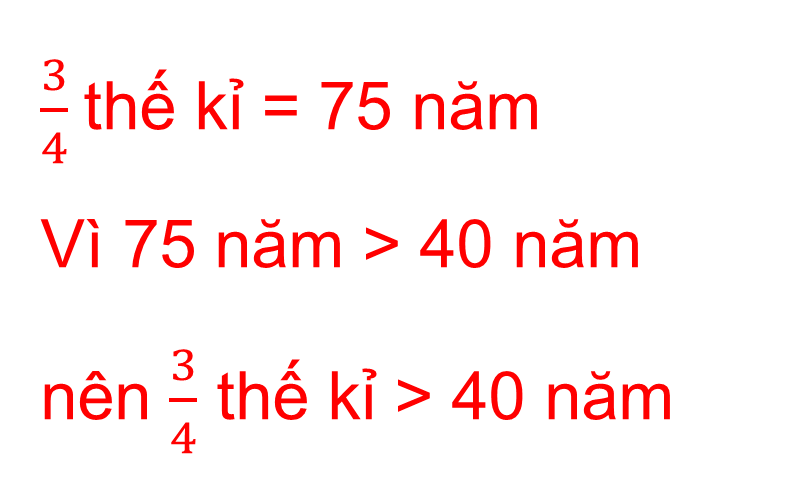 3/4 thế kỉ = 75 năm
Vì 75 năm > 40 năm
nên 3/4 thế kỉ > 40 năm